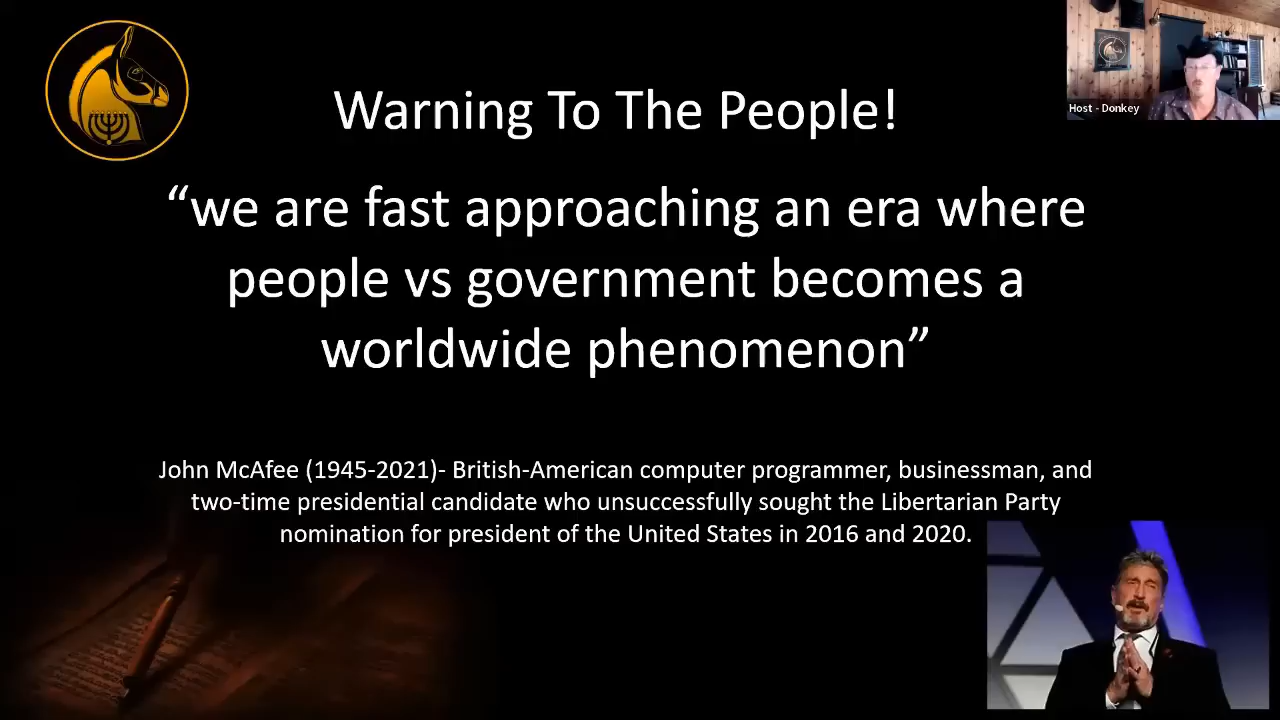 Warning To The People!
Host - Donkey
“we are fast approaching an era where
people vs government becomes a
worldwide phenomenon”
John McAfee (1945-2021)- British-American computer programmer, businessman, and
two-time presidential candidate who unsuccessfully sought the Libertarian Party
nomination for president of the United States in 2016 and 2020.